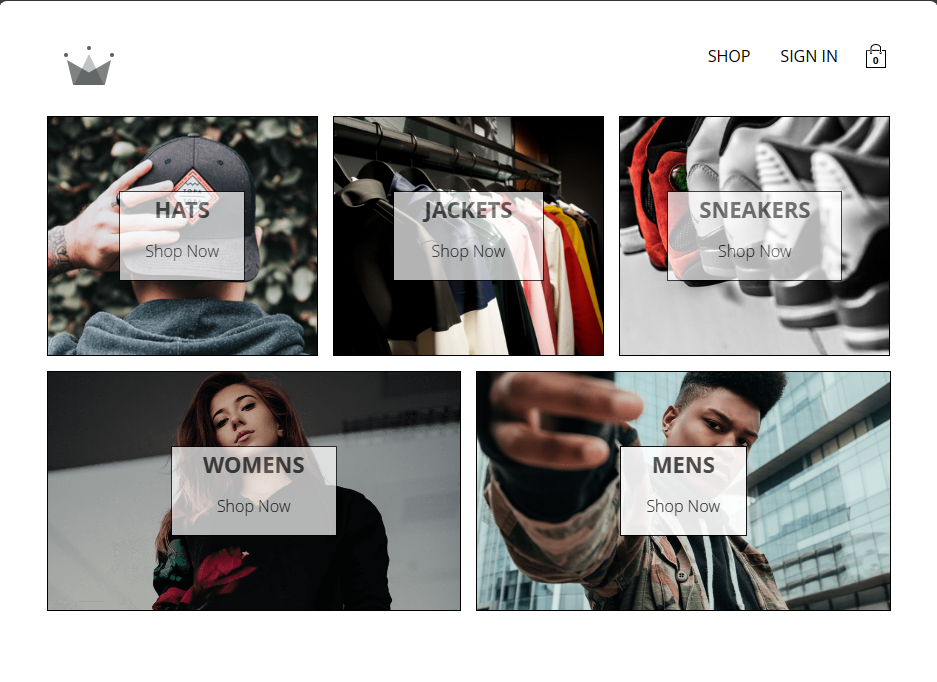 SHOP
SIGN IN
0
HATS
Shop Now
JACKETS
Shop Now
SNEAKERS
Shop Now
WOMENS
Shop Now
MENS
Shop Now